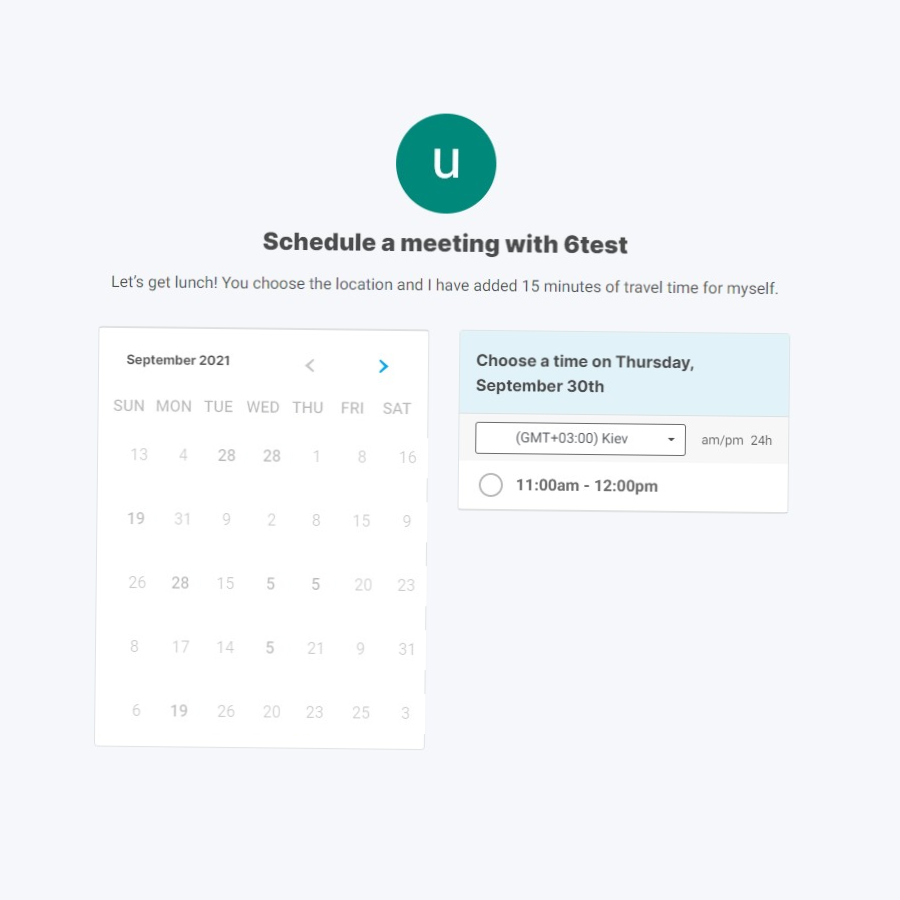 u
Schedule a meeting with 6test
Let's get lunch! You choose the location and I have added 15 minutes of travel time for myself.
September 2021
SUN MON TUE WED THU FRI SAT
13 4 28 28 1 8 16
19 31 9 2 8 15 9
26 28 15 5 5 20 23
8 17 14 5 21 9 31
6 19 26 20 23 25 3
Choose a time on Thursday,
September 30th
(GMT+03:00) Kiev am/pm 24h
11:00am - 12:00pm